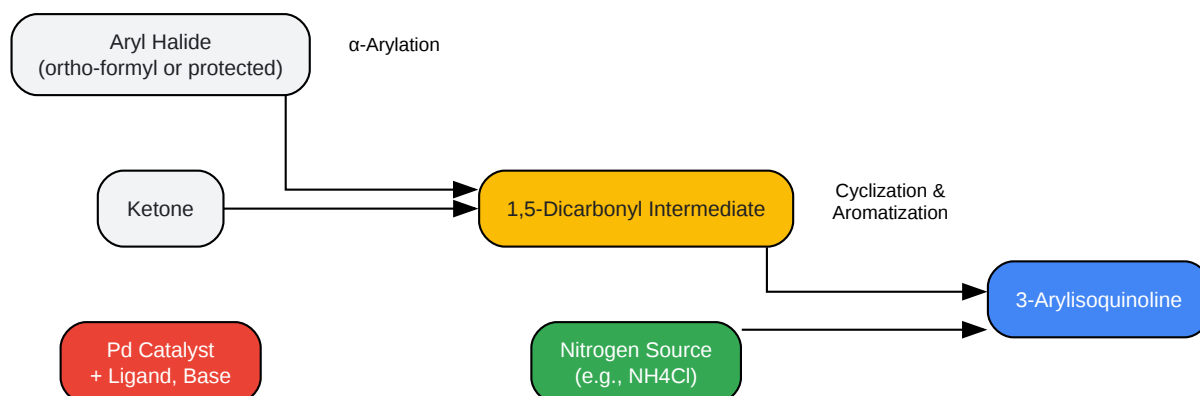 Aryl Halide
(ortho-formyl or protected)
α-Arylation
Ketone
1,5-Dicarbonyl Intermediate
Cyclization &
Aromatization
3-Arylisoquinoline
Pd Catalyst
+ Ligand, Base
Nitrogen Source
(e.g., NH4Cl)